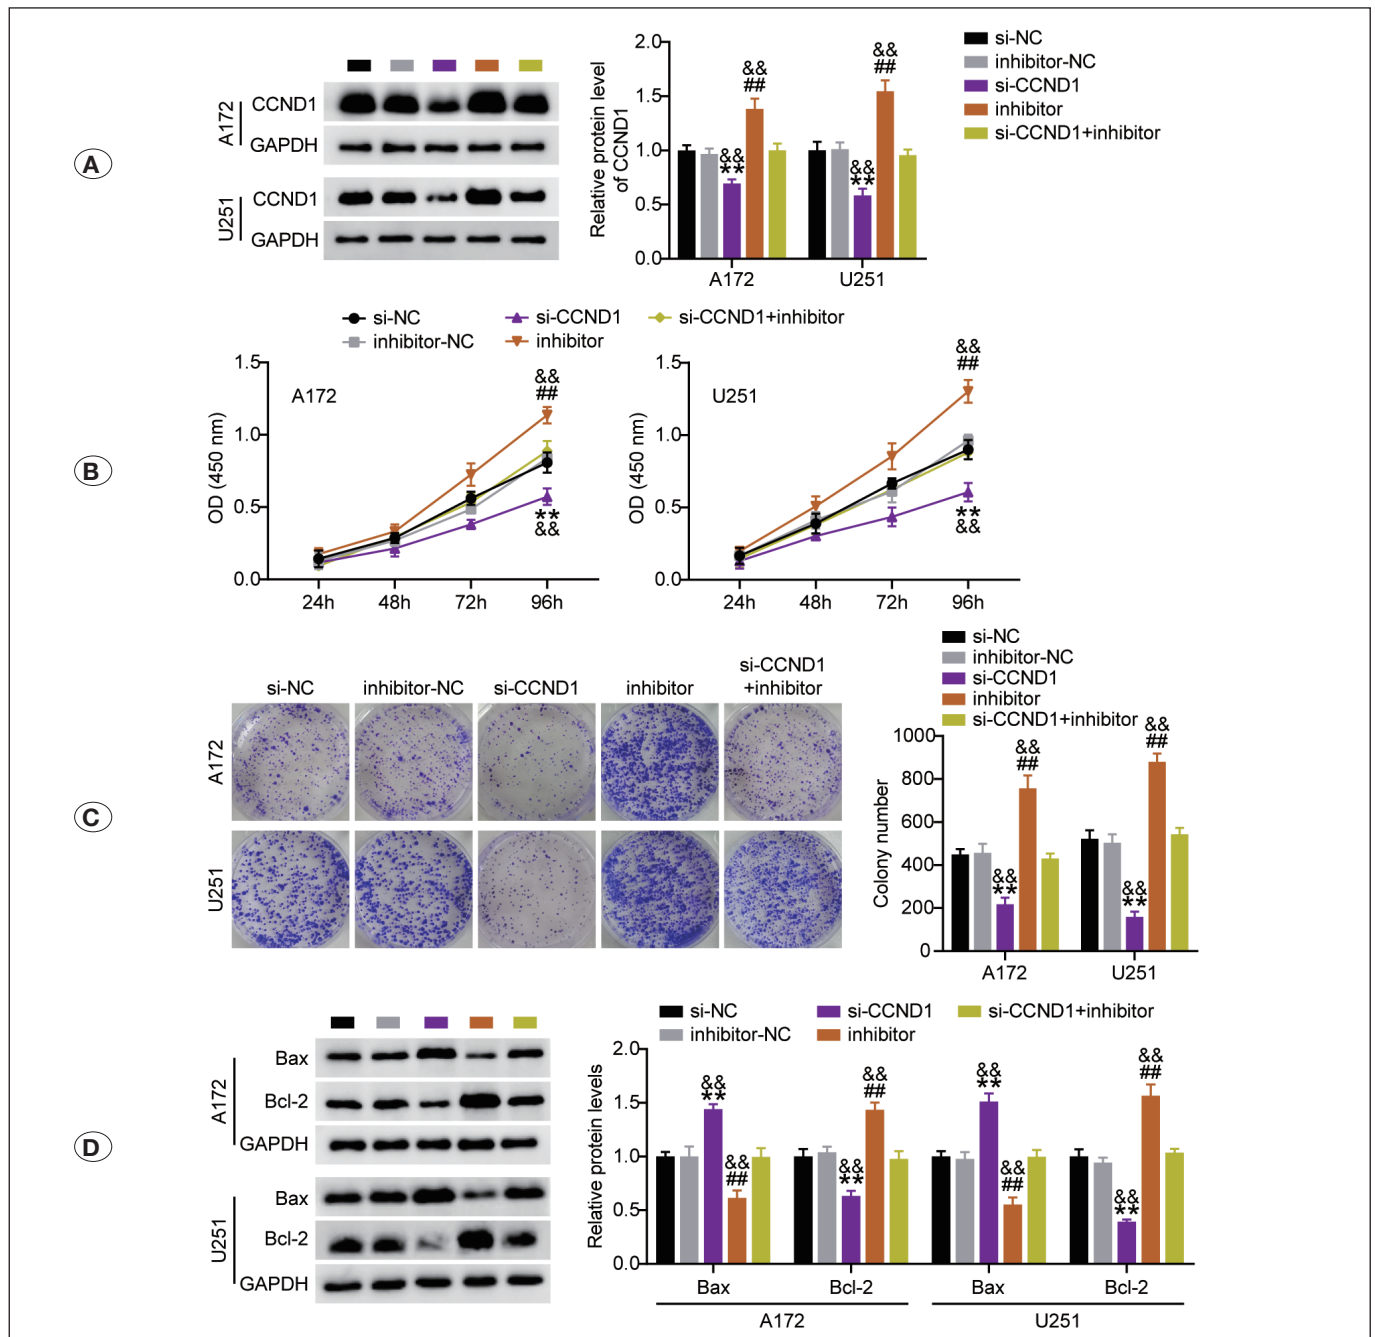 A
A172
CCND1
GAPDH
U251
CCND1
GAPDH
Relative protein level
of CCND1
2.0
1.5
1.0
0.5
0.0
&&
**
&&
##
&&
**
&&
##
A172
U251
si-NC
inhibitor-NC
si-CCND1
inhibitor
si-CCND1+inhibitor
B
si-NC
si-CCND1
si-CCND1+inhibitor
inhibitor-NC
inhibitor
OD (450 nm)
1.5
1.0
0.5
0.0
A172
&&
##
**
&&
24h
48h
72h
96h
OD (450 nm)
1.5
1.0
0.5
0.0
U251
&&
##
**
&&
24h
48h
72h
96h
C
si-NC
inhibitor-NC
si-CCND1
inhibitor
si-CCND1
+inhibitor
A172
U251
si-NC
inhibitor-NC
si-CCND1
inhibitor
si-CCND1+inhibitor
Colony number
1000
800
600
400
200
0
&&
**
&&
##
&&
**
&&
##
A172
U251
D
A172
Bax
Bcl-2
GAPDH
U251
Bax
Bcl-2
GAPDH
si-NC
si-CCND1
si-CCND1+inhibitor
inhibitor-NC
inhibitor
Relative protein levels
2.0
1.5
1.0
0.5
0.0
&&
**
&&
##
&&
**
&&
##
&&
**
&&
##
&&
**
&&
##
Bax
Bcl-2
Bax
Bcl-2
A172
U251